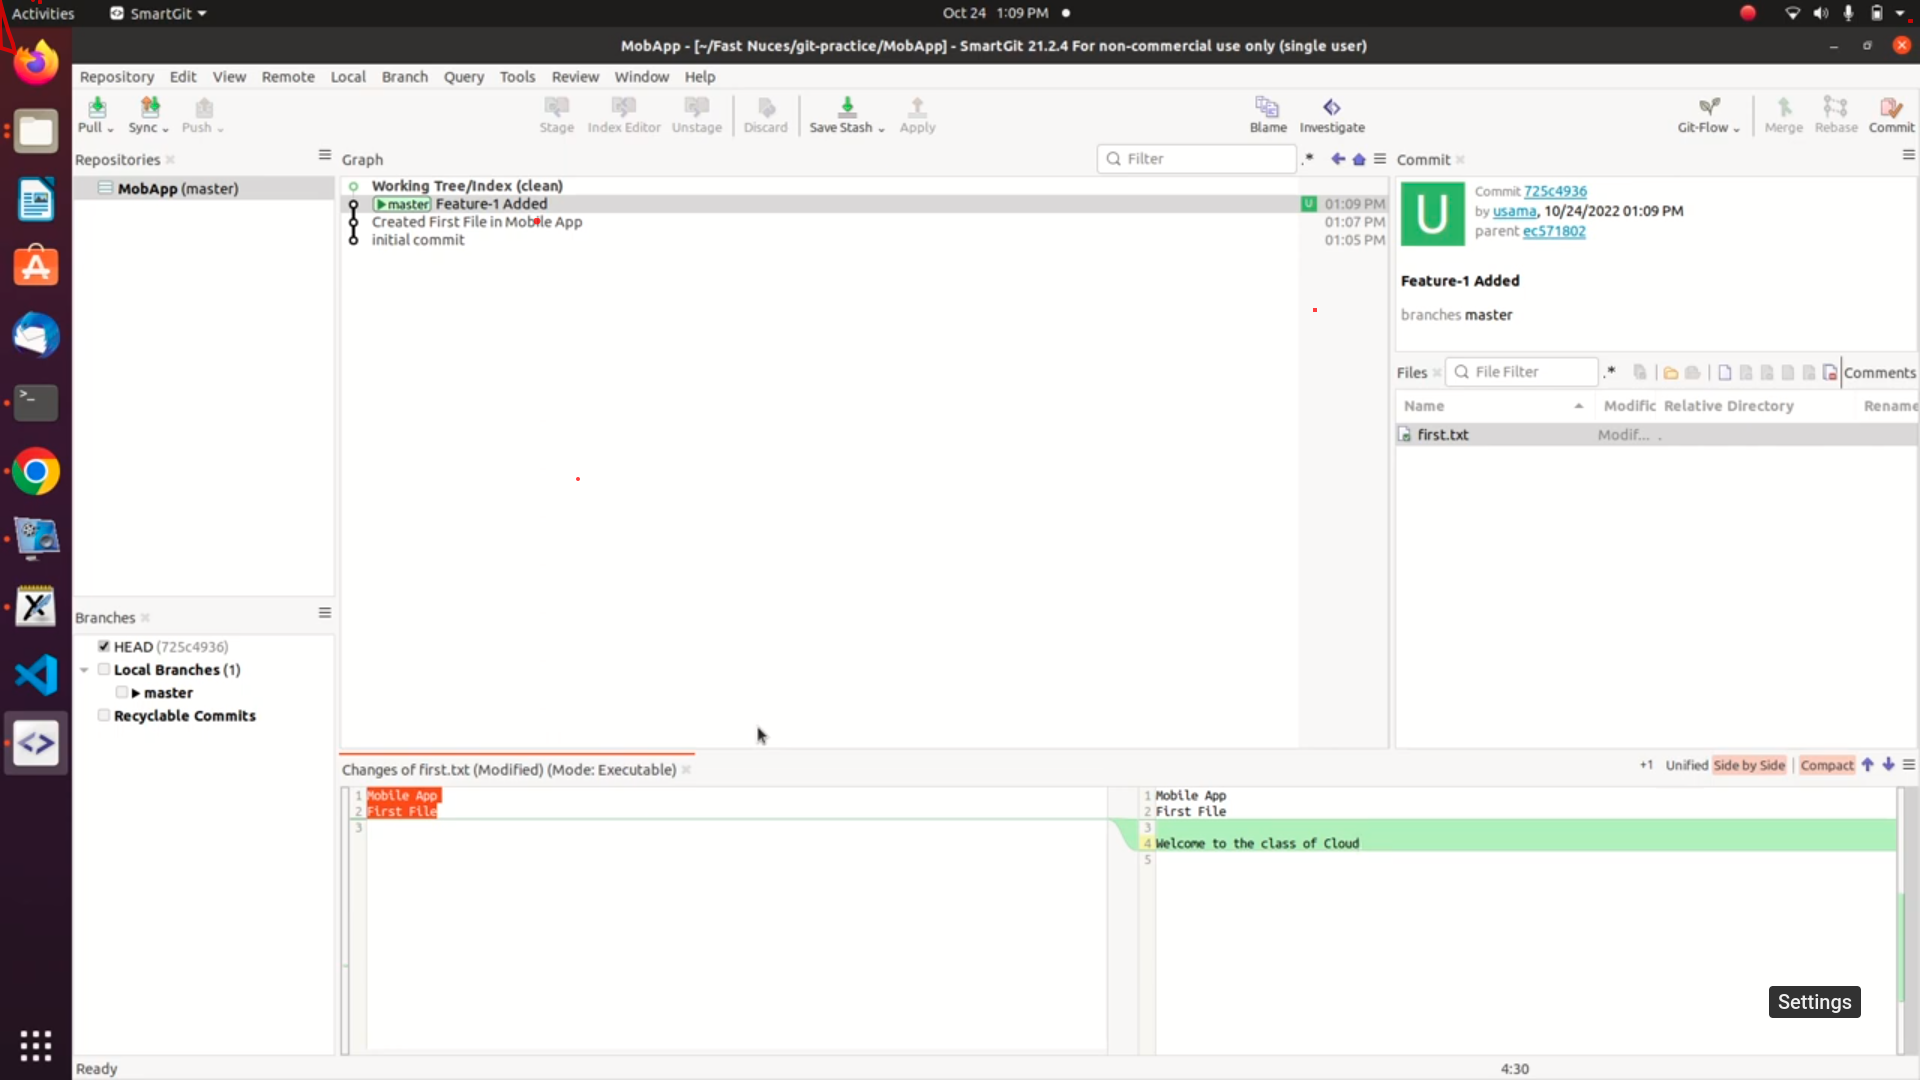 Activities
SmartGit
Oct 24 1:09 PM
MobApp - [~/Fast Nuces/git-practice/MobApp] - SmartGit 21.2.4 For non-commercial use only (single user)
Repository Edit View Remote Local Branch Query Tools Review Window Help
Pull Sync Push Stage Index Editor Unstage Discard Save Stash Apply Blame Investigate Git-Flow Merge Rebase Commit
Repositories
MobApp (master)
Graph
Filter
.*
Working Tree/Index (clean)
master Feature-1 Added U 01:09 PM
Created First File in Mobile App 01:07 PM
initial commit 01:05 PM
Commit
U
Commit 725c4936
by usama, 10/24/2022 01:09 PM
parent ec571802
Feature-1 Added
branches master
Files File Filter .* Comments
Name Modific Relative Directory Rename
first.txt Modif... .
Branches
HEAD (725c4936)
Local Branches (1)
master
Recyclable Commits
Changes of first.txt (Modified) (Mode: Executable)
+1 Unified Side by Side Compact
1 Mobile App
2 First File
3
1 Mobile App
2 First File
3
4 Welcome to the class of Cloud
5
Settings
Ready
4:30